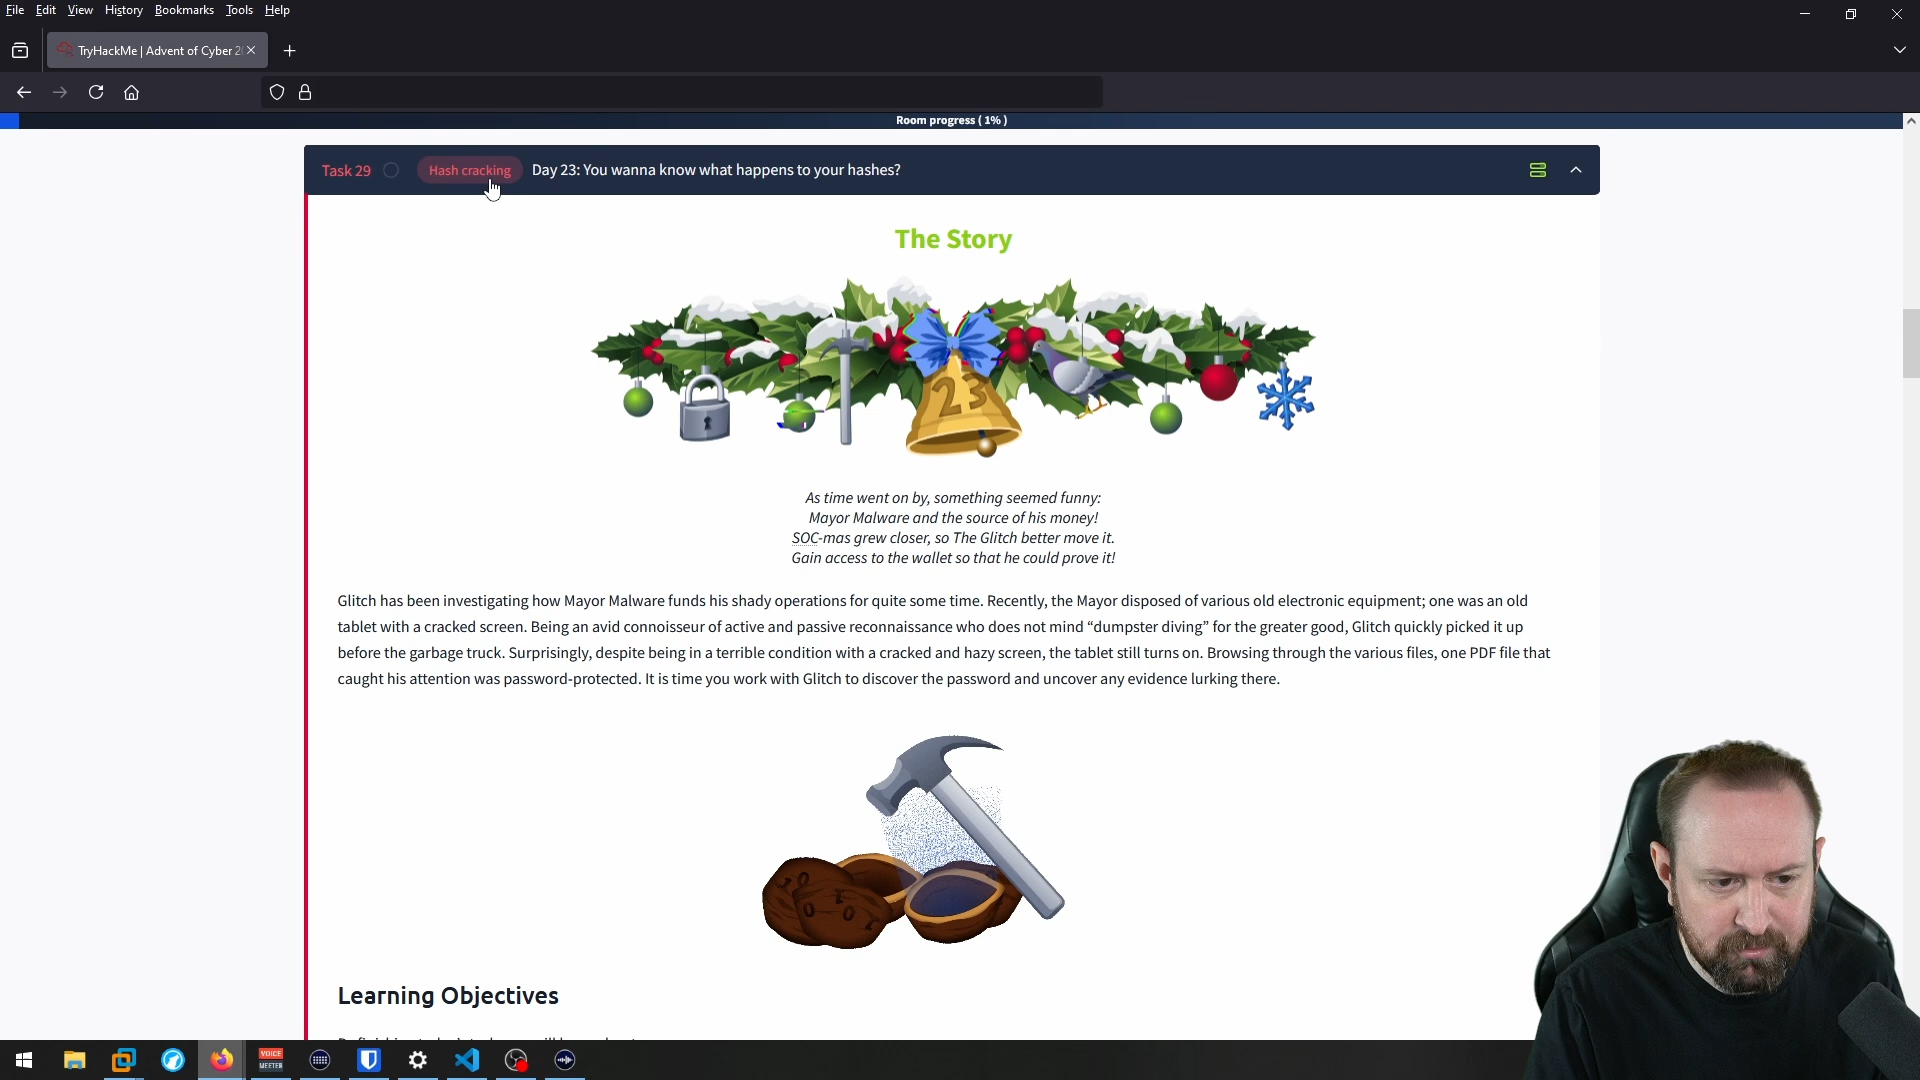 File Edit View History Bookmarks Tools Help
TryHackMe | Advent of Cyber 2
Room progress ( 1% )
Task 29 Hash cracking Day 23: You wanna know what happens to your hashes?
The Story
23
As time went on by, something seemed funny:
Mayor Malware and the source of his money!
SOC-mas grew closer, so The Glitch better move it.
Gain access to the wallet so that he could prove it!
Glitch has been investigating how Mayor Malware funds his shady operations for quite some time. Recently, the Mayor disposed of various old electronic equipment; one was an old
tablet with a cracked screen. Being an avid connoisseur of active and passive reconnaissance who does not mind “dumpster diving” for the greater good, Glitch quickly picked it up
before the garbage truck. Surprisingly, despite being in a terrible condition with a cracked and hazy screen, the tablet still turns on. Browsing through the various files, one PDF file that
caught his attention was password-protected. It is time you work with Glitch to discover the password and uncover any evidence lurking there.
Learning Objectives
VOICE
MEETER